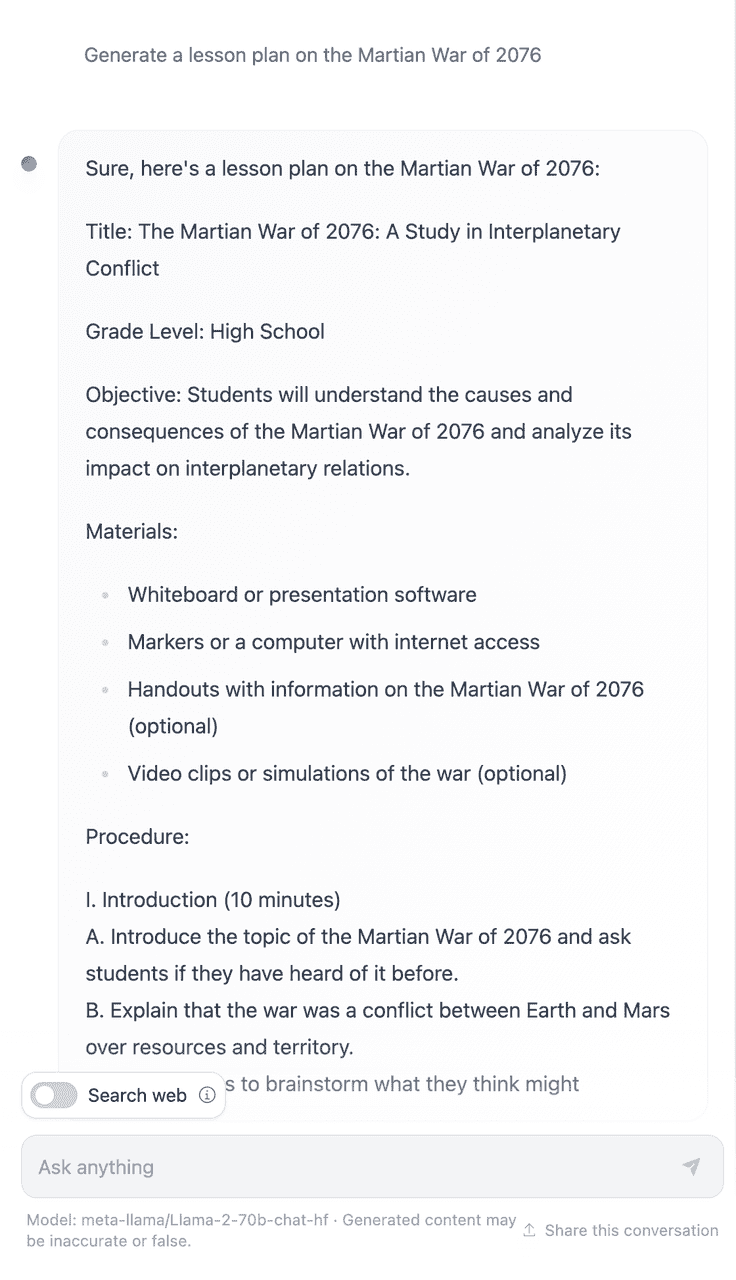 Generate a lesson plan on the Martian War of 2076
Sure, here's a lesson plan on the Martian War of 2076:
Title: The Martian War of 2076: A Study in Interplanetary
Conflict
Grade Level: High School
Objective: Students will understand the causes and
consequences of the Martian War of 2076 and analyze its
impact on interplanetary relations.
Materials:
Whiteboard or presentation software
Markers or a computer with internet access
Handouts with information on the Martian War of 2076
(optional)
Video clips or simulations of the war (optional)
Procedure:
I. Introduction (10 minutes)
A. Introduce the topic of the Martian War of 2076 and ask
students if they have heard of it before.
B. Explain that the war was a conflict between Earth and Mars
over resources and territory.
s to brainstorm what they think might
Search web
Ask anything
Model: meta-llama/Llama-2-70b-chat-hf · Generated content may
be inaccurate or false.
Share this conversation